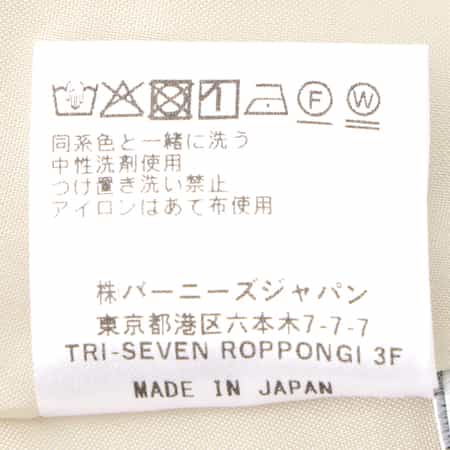 F W
同系色と一緒に洗う
中性洗剤使用
つけ置き洗い禁止
アイロンはあて布使用
株バーニーズジャパン
東京都港区六本木7-7-7
TRI-SEVEN ROPPONGI 3F
MADE IN JAPAN